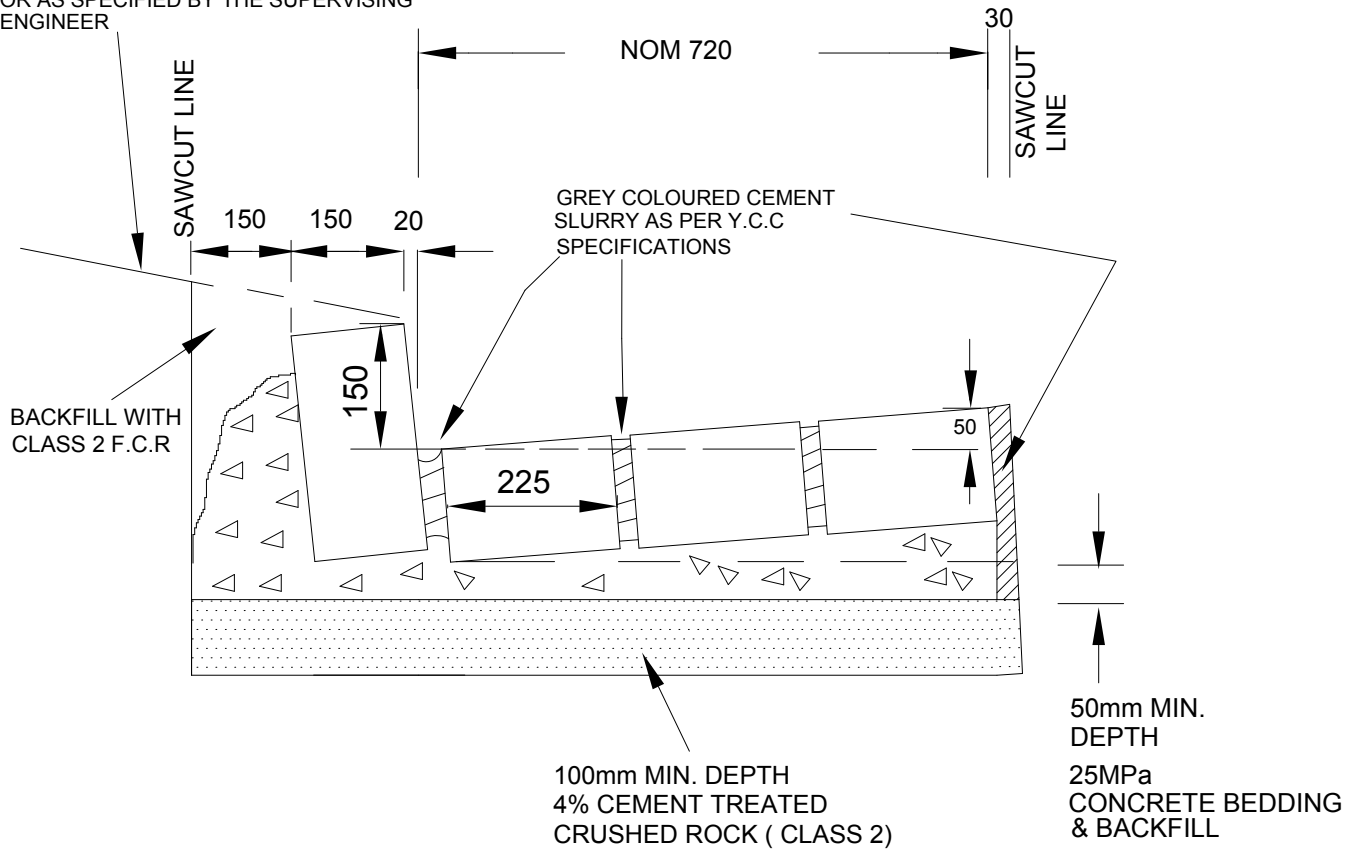 OR AS SPECIFIED BY THE SUPERVISING
ENGINEER
30
NOM 720
SAWCUT LINE
SAWCUT
LINE
GREY COLOURED CEMENT
SLURRY AS PER Y.C.C
SPECIFICATIONS
150
150
20
150
50
BACKFILL WITH
CLASS 2 F.C.R
225
50mm MIN.
DEPTH
25MPa
CONCRETE BEDDING
& BACKFILL
100mm MIN. DEPTH
4% CEMENT TREATED
CRUSHED ROCK ( CLASS 2)